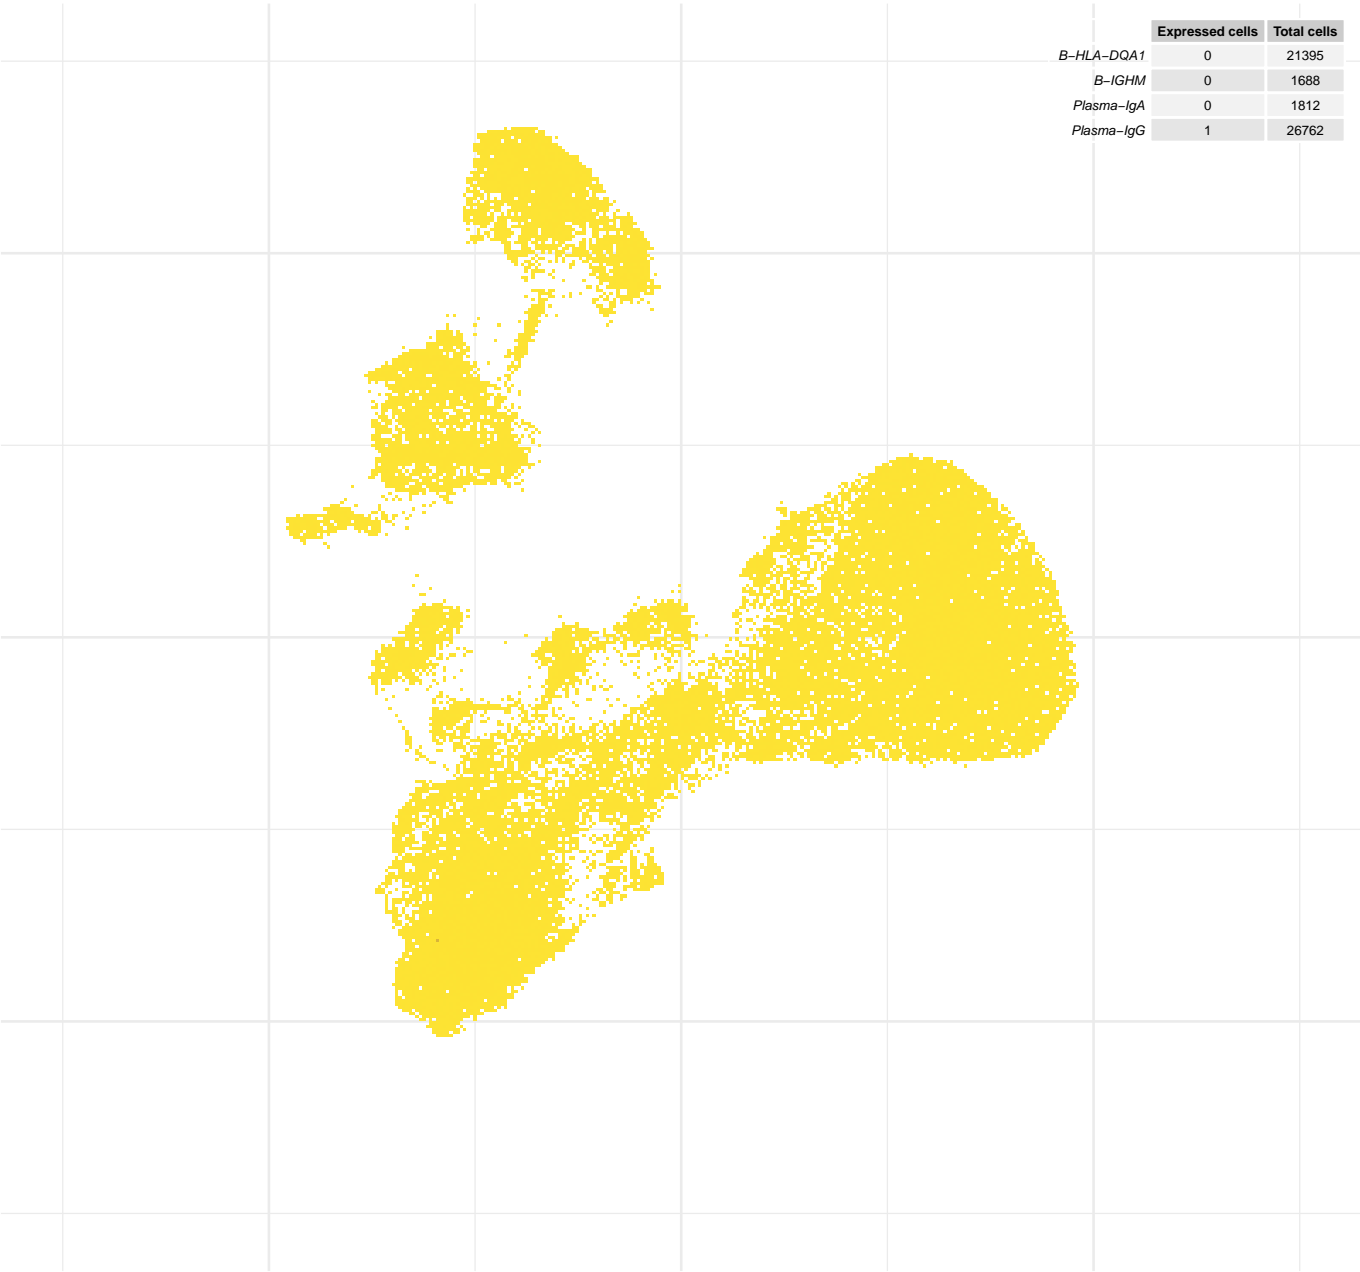 Expressed cells Total cells
B−HLA−DQA1 0 21395
B−IGHM 0 1688
Plasma−IgA 0 1812
Plasma−IgG 1 26762